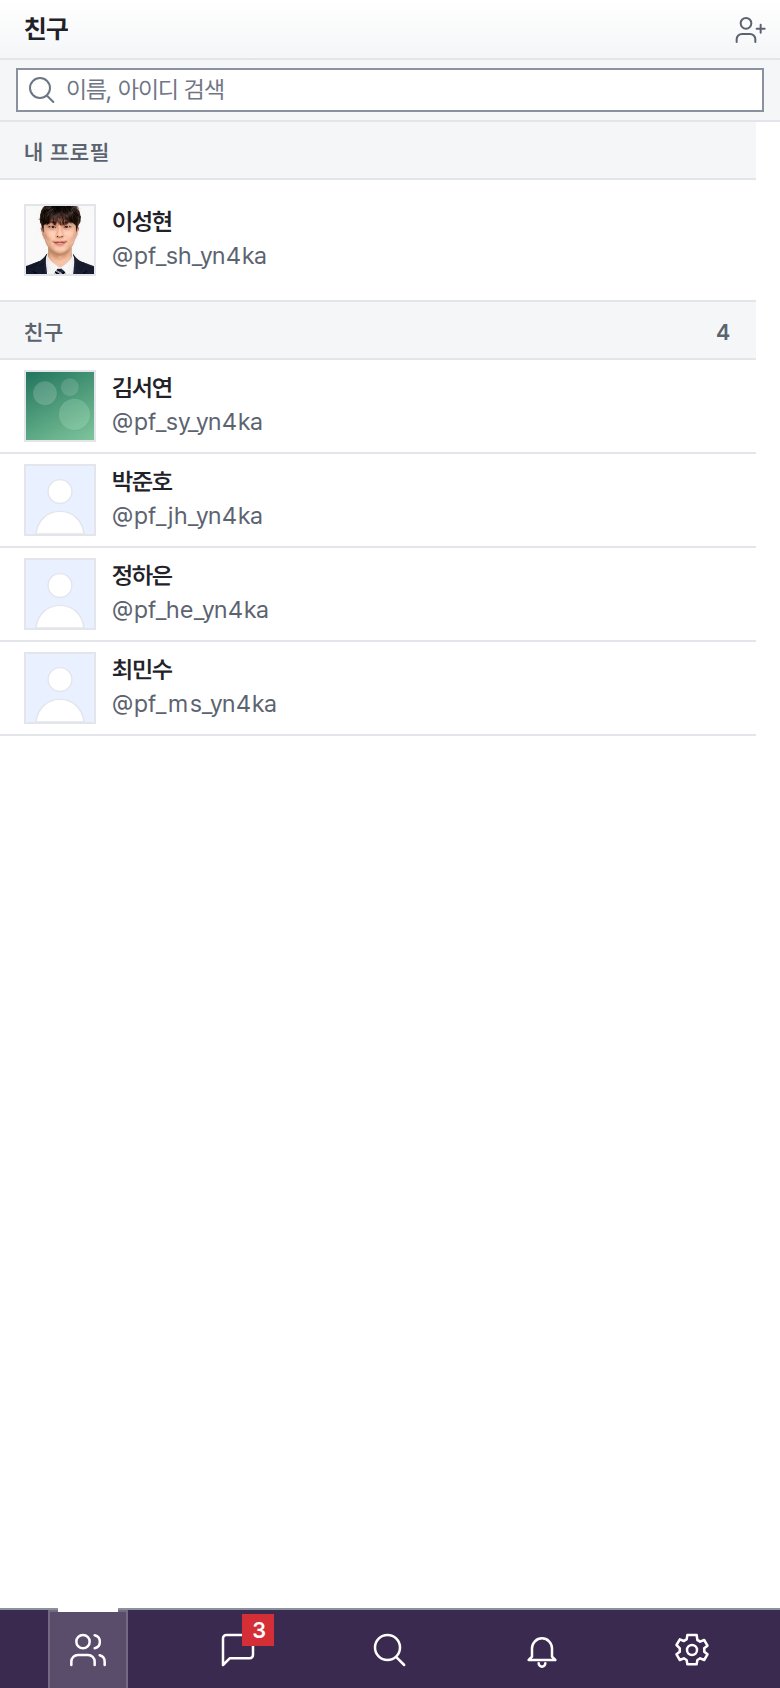 친구
이름, 아이디 검색
내 프로필
이성현
@pf_sh_yn4ka
친구 4
김서연
@pf_sy_yn4ka
박준호
@pf_jh_yn4ka
정하은
@pf_he_yn4ka
최민수
@pf_ms_yn4ka
3